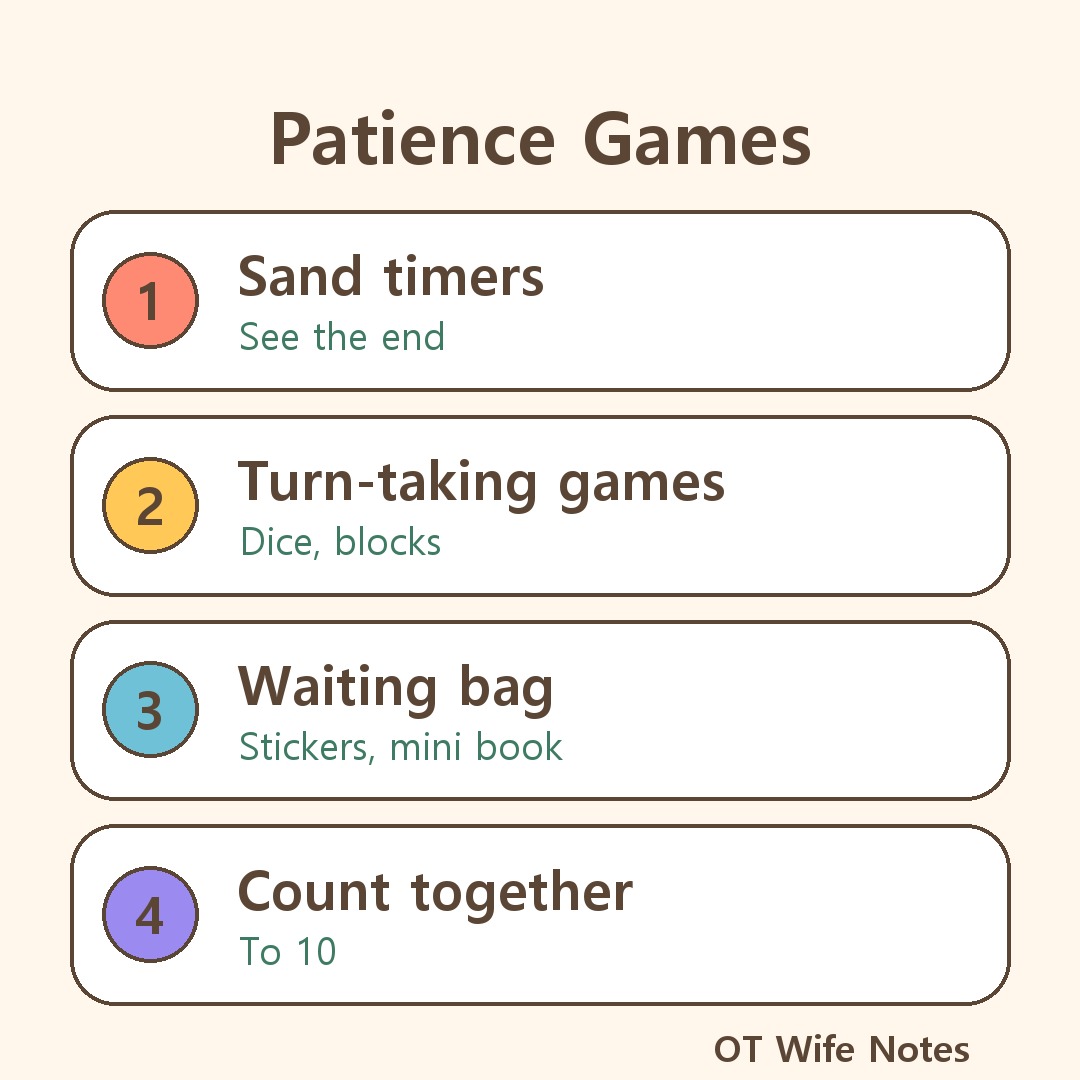 Patience Games
1
Sand timers
See the end
2
Turn-taking games
Dice, blocks
3
Waiting bag
Stickers, mini book
4
Count together
To 10
OT Wife Notes